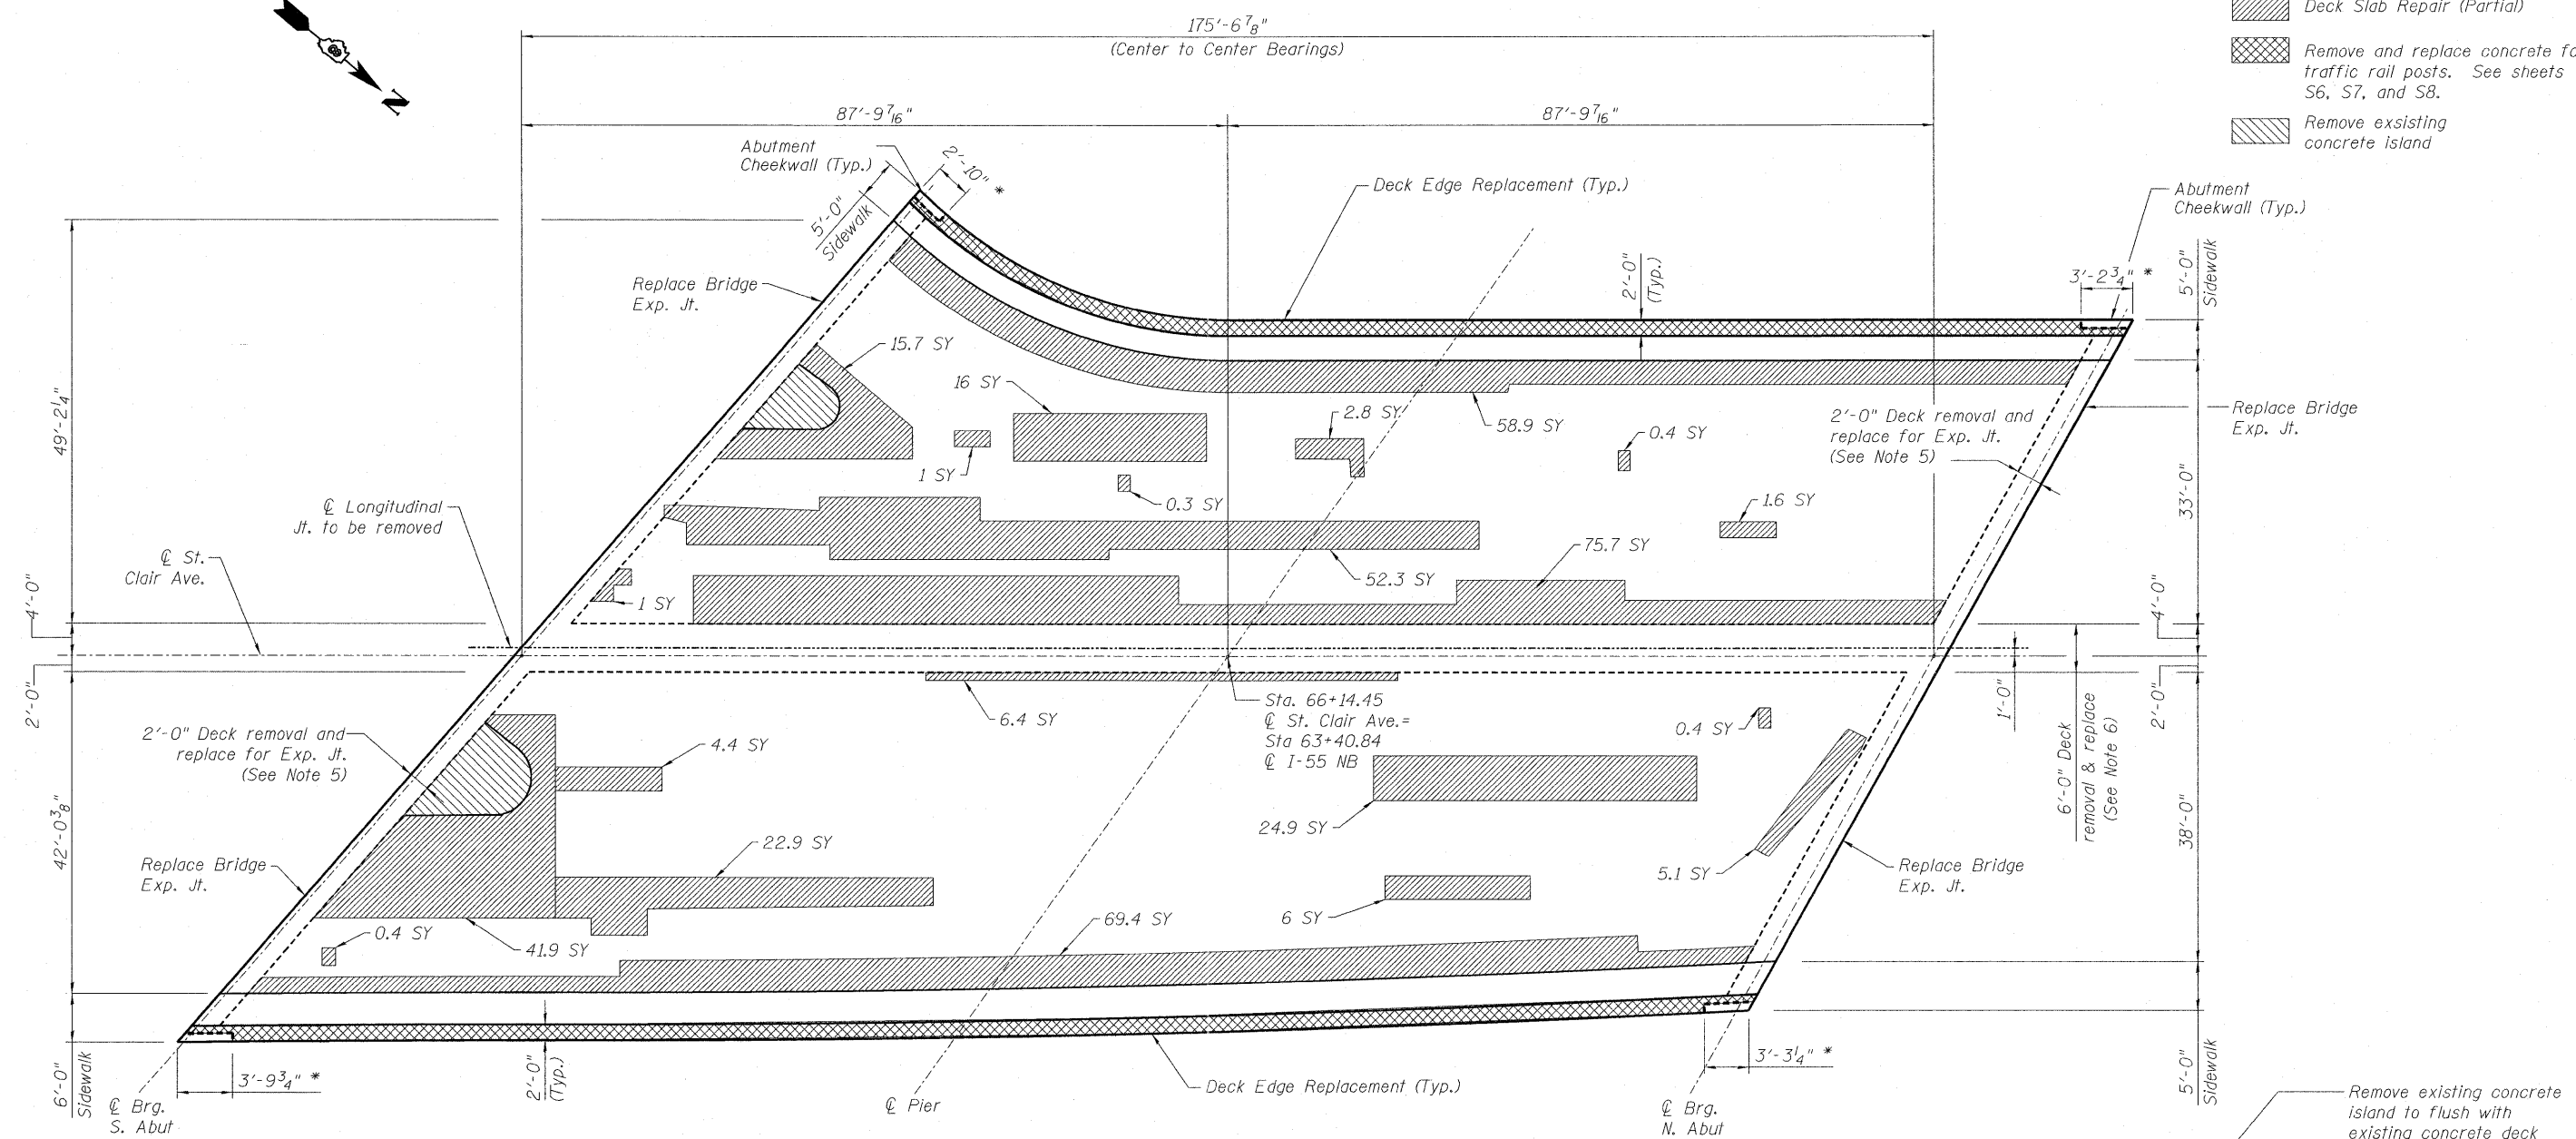 175'-6 7/8"
(Center to Center Bearings)
87'-9 7/16"
87'-9 7/16"
N
Deck Slab Repair (Partial)
Remove and replace concrete fo
traffic rail posts. See sheets
S6, S7, and S8.
Remove exsisting
concrete island
Abutment
Cheekwall (Typ.)
2'-10" *
5'-0"
Sidewalk
Deck Edge Replacement (Typ.)
Abutment
Cheekwall (Typ.)
5'-0"
Sidewalk
3'-2 3/4" *
2'-0"
(Typ.)
Replace Bridge
Exp. Jt.
49'-2 1/4"
15.7 SY
16 SY
2.8 SY
58.9 SY
0.4 SY
2'-0" Deck removal and
replace for Exp. Jt.
(See Note 5)
Replace Bridge
Exp. Jt.
1 SY
0.3 SY
1.6 SY
33'-0"
℄ Longitudinal
Jt. to be removed
℄ St.
Clair Ave.
75.7 SY
52.3 SY
1 SY
4'-0"
4'-0"
2'-0"
2'-0"
1'-0"
6'-0" Deck
removal & replace
(See Note 6)
6.4 SY
Sta. 66+14.45
℄ St. Clair Ave.=
Sta 63+40.84
℄ I-55 NB
0.4 SY
2'-0" Deck removal and
replace for Exp. Jt.
(See Note 5)
4.4 SY
42'-0 3/8"
38'-0"
24.9 SY
22.9 SY
Replace Bridge
Exp. Jt.
5.1 SY
Replace Bridge
Exp. Jt.
6 SY
69.4 SY
0.4 SY
41.9 SY
6'-0"
Sidewalk
3'-9 3/4" *
2'-0"
(Typ.)
Deck Edge Replacement (Typ.)
3'-3 1/4" *
5'-0"
Sidewalk
℄ Brg.
S. Abut
℄ Pier
℄ Brg.
N. Abut
Remove existing concrete
island to flush with
existing concrete deck